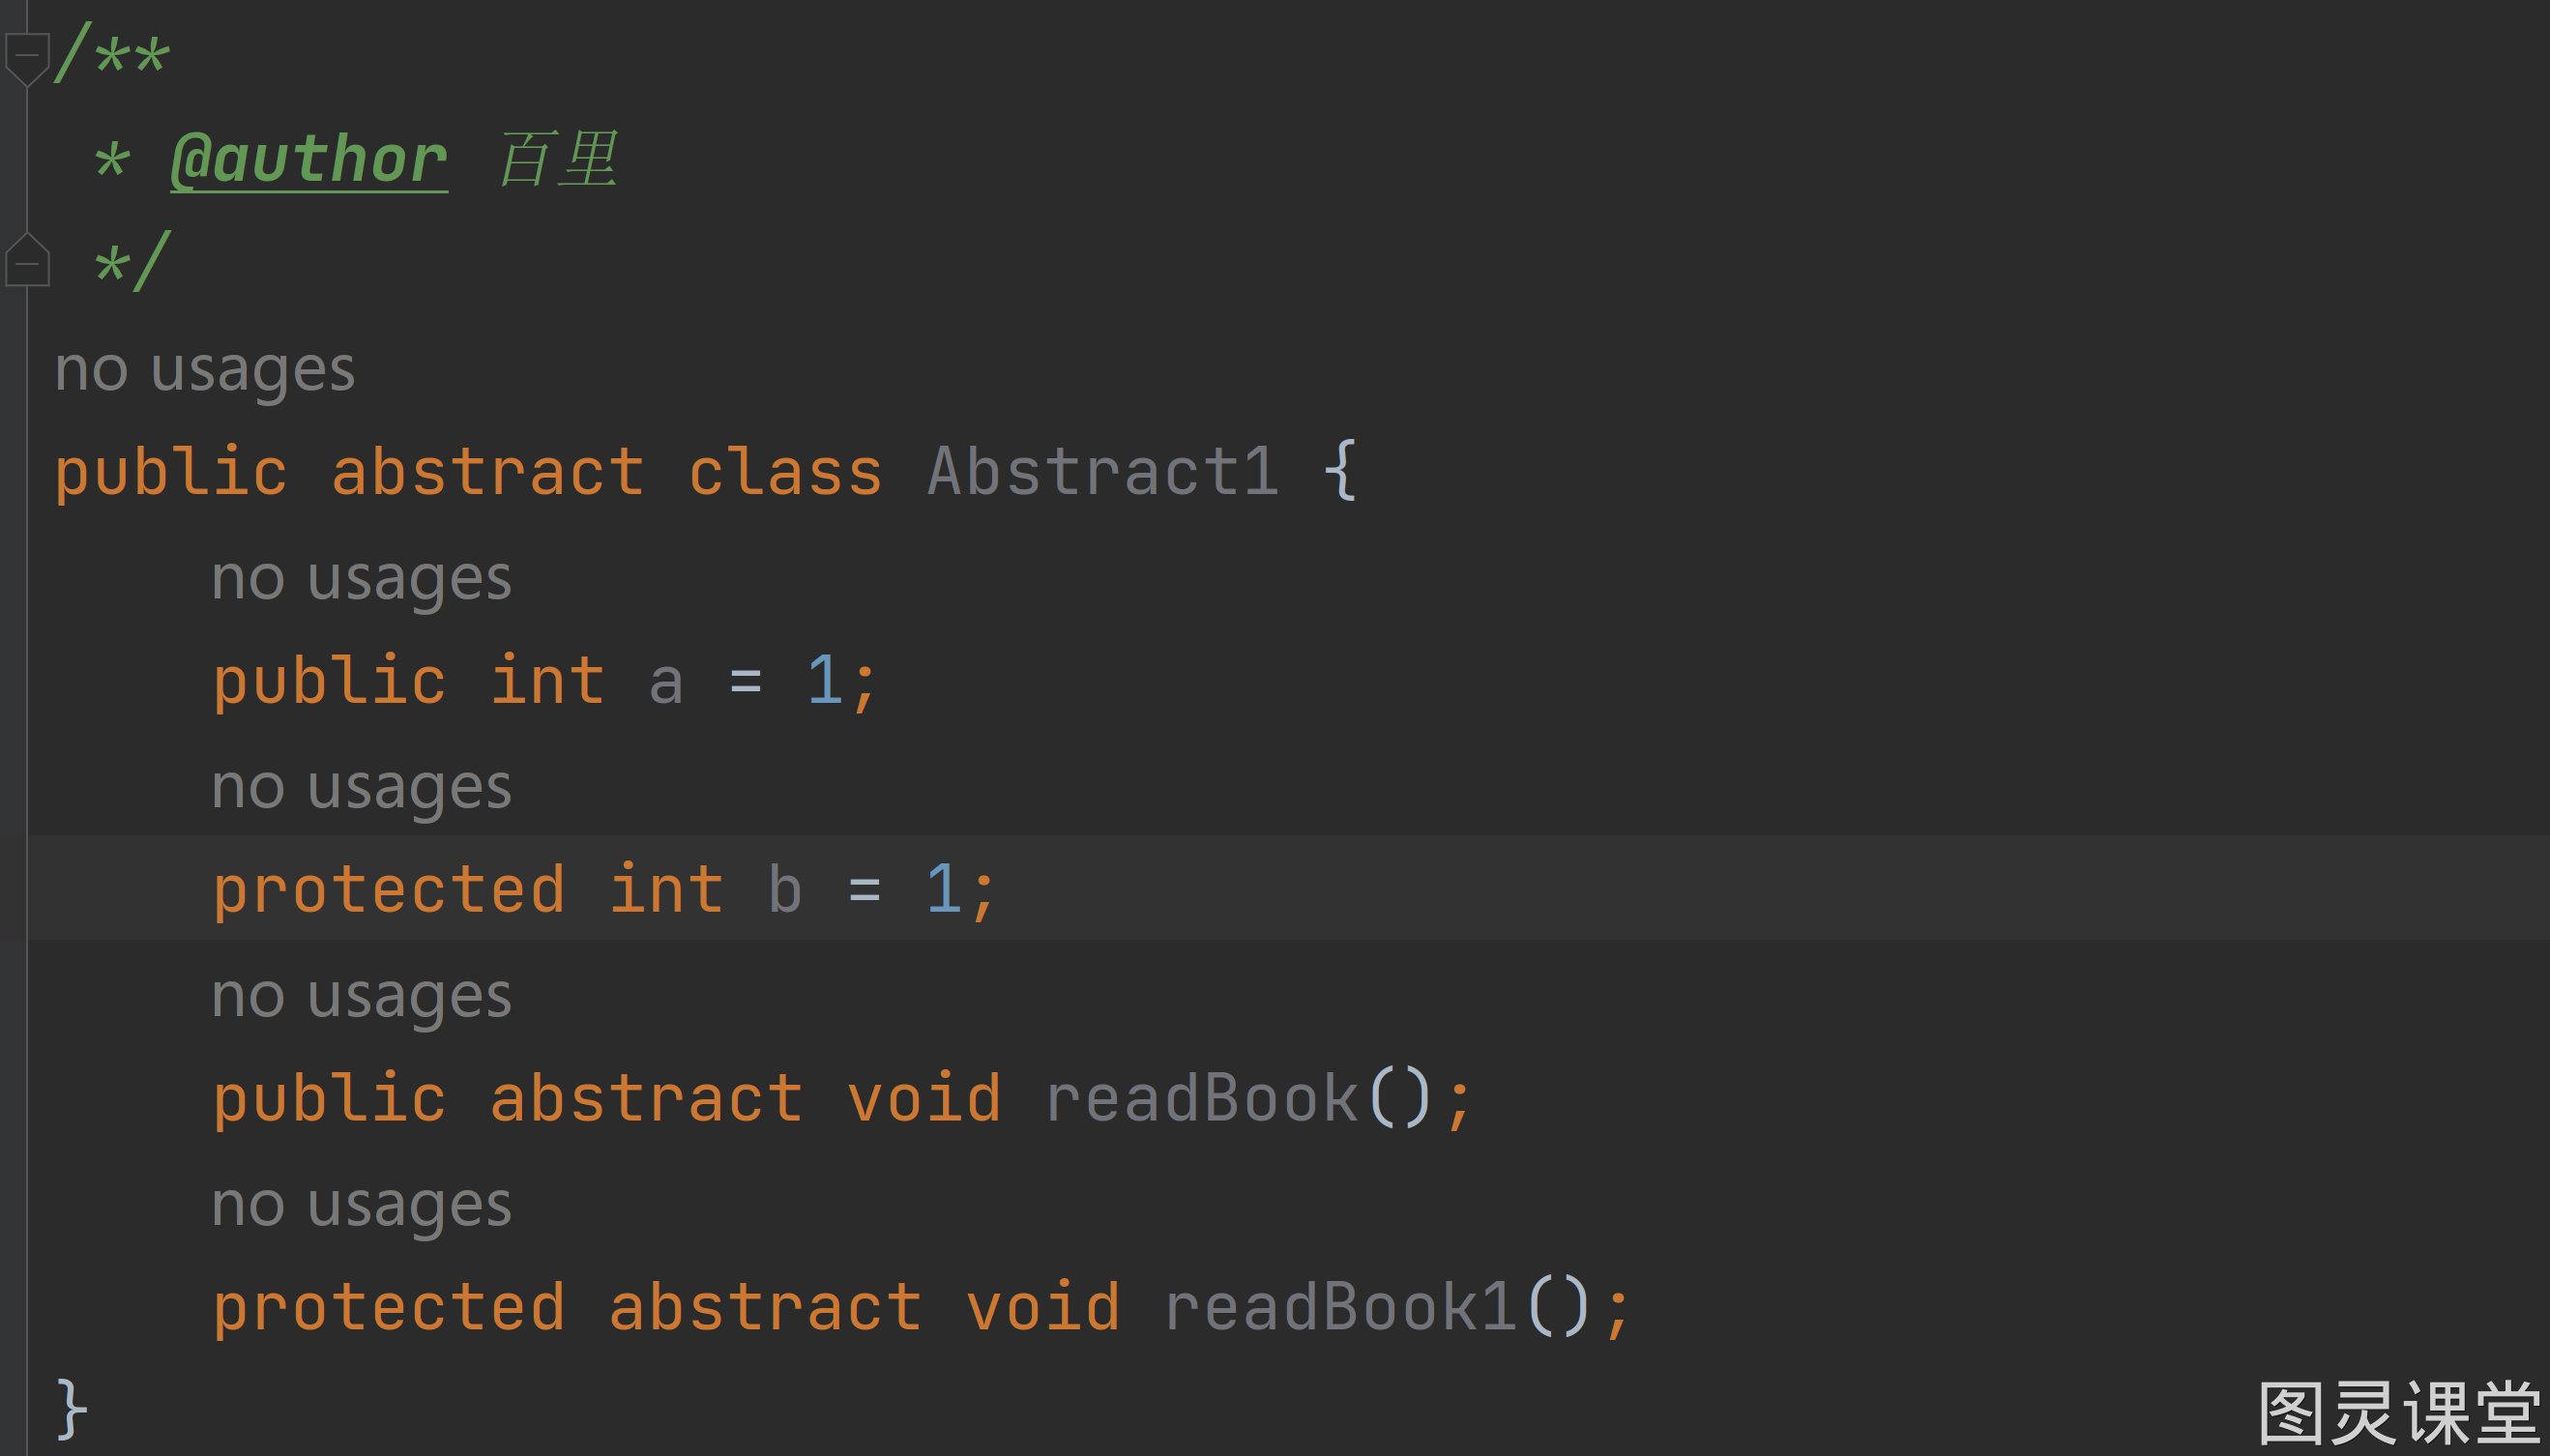 /**
 * @author 百里
 */
no usages
public abstract class Abstract1 {
    no usages
    public int a = 1;
    no usages
    protected int b = 1;
    no usages
    public abstract void readBook();
    no usages
    protected abstract void readBook1();
}
图灵课堂